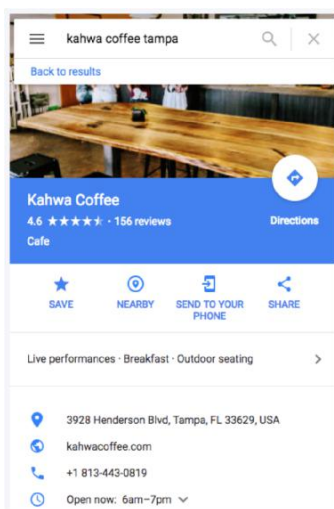 kahwa coffee tampa
Back to results
Kahwa Coffee
4.6 ★★★★★ · 156 reviews
Directions
Cafe
SAVE
NEARBY
SEND TO YOUR
PHONE
SHARE
Live performances · Breakfast · Outdoor seating
3928 Henderson Blvd, Tampa, FL 33629, USA
kahwacoffee.com
+1 813-443-0819
Open now: 6am–7pm